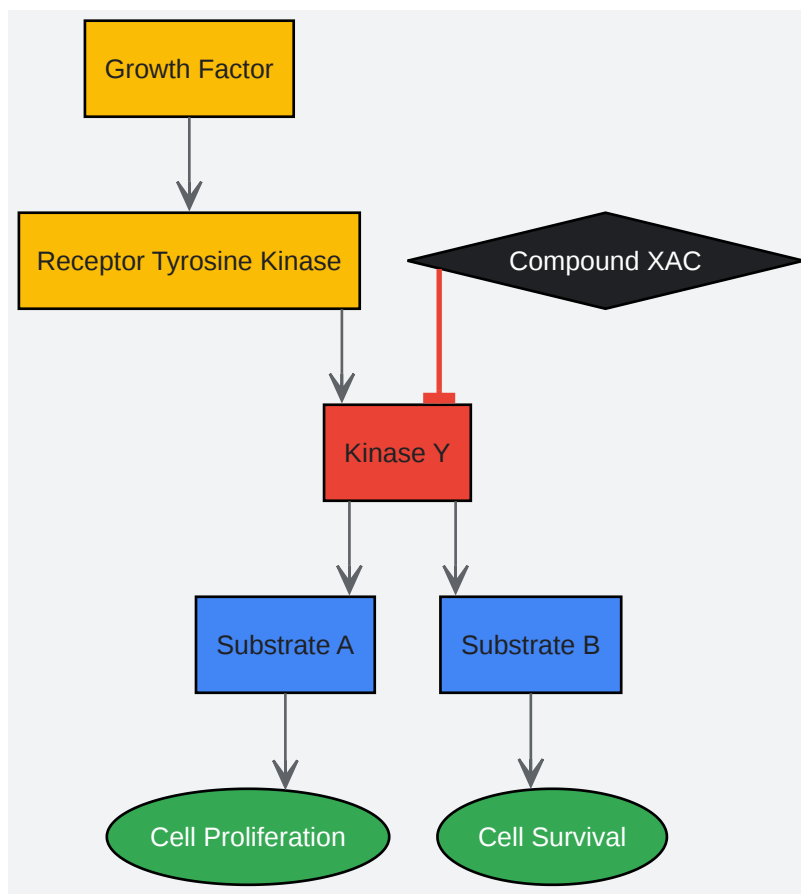 Growth Factor
Receptor Tyrosine Kinase
Compound XAC
Kinase Y
Substrate A
Substrate B
Cell Proliferation
Cell Survival